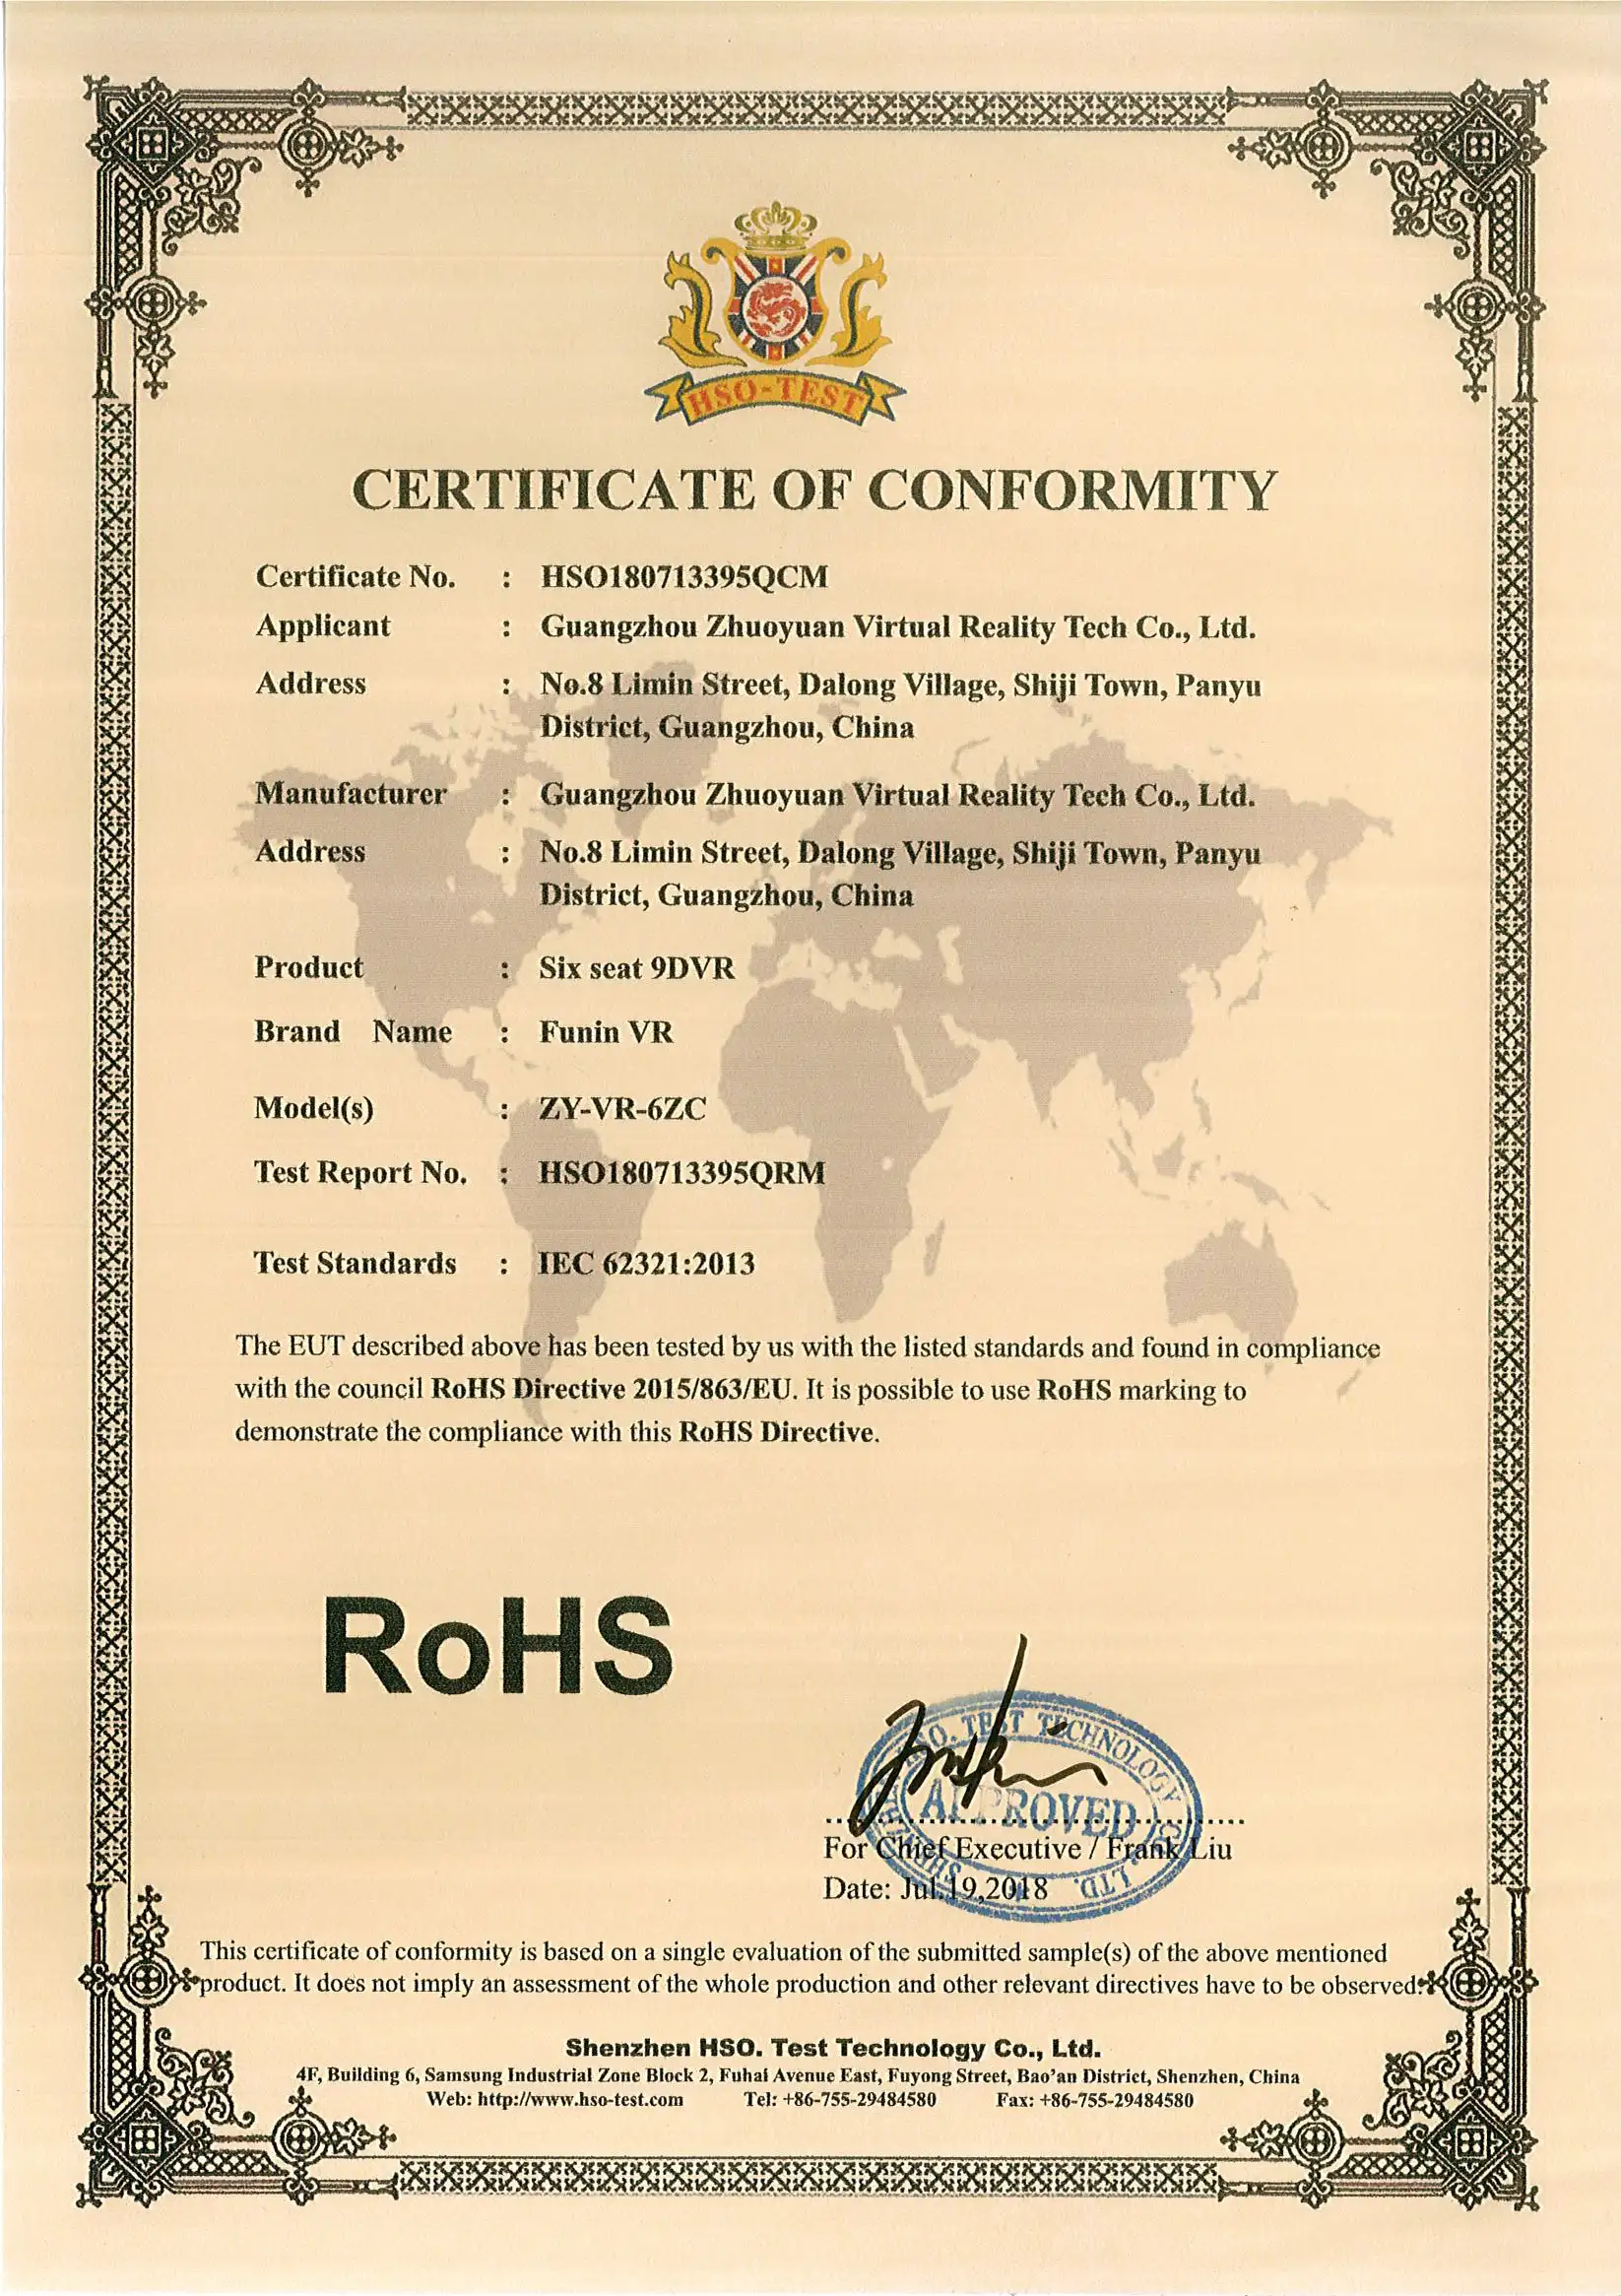 HSO-TEST
CERTIFICATE OF CONFORMITY
Certificate No. : HSO180713395QCM
Applicant : Guangzhou Zhuoyuan Virtual Reality Tech Co., Ltd.
Address : No.8 Limin Street, Dalong Village, Shiji Town, Panyu
District, Guangzhou, China
Manufacturer : Guangzhou Zhuoyuan Virtual Reality Tech Co., Ltd.
Address : No.8 Limin Street, Dalong Village, Shiji Town, Panyu
District, Guangzhou, China
Product : Six seat 9DVR
Brand Name : Funin VR
Model(s) : ZY-VR-6ZC
Test Report No. : HSO180713395QRM
Test Standards : IEC 62321:2013
The EUT described above has been tested by us with the listed standards and found in compliance
with the council RoHS Directive 2015/863/EU. It is possible to use RoHS marking to
demonstrate the compliance with this RoHS Directive.
RoHS
HSO. TEST TECHNOLOGY CO., LTD.
APPROVED
For Chief Executive / Frank Liu
Date: Jul.19,2018
This certificate of conformity is based on a single evaluation of the submitted sample(s) of the above mentioned
product. It does not imply an assessment of the whole production and other relevant directives have to be observed.
Shenzhen HSO. Test Technology Co., Ltd.
4F, Building 6, Samsung Industrial Zone Block 2, Fuhai Avenue East, Fuyong Street, Bao'an District, Shenzhen, China
Web: http://www.hso-test.com Tel: +86-755-29484580 Fax: +86-755-29484580